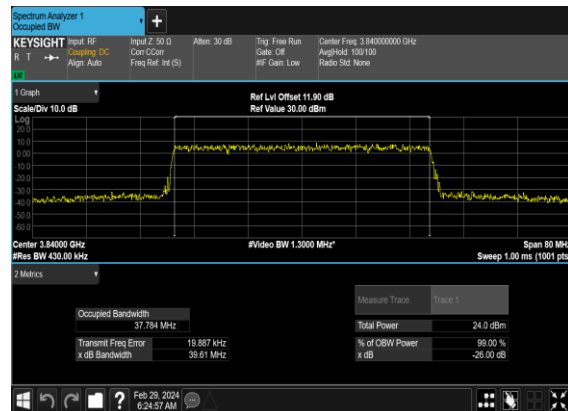 Spectrum Analyzer 1
Occupied BW
KEYSIGHT
R T
LW
Input: RF
Coupling: DC
Align: Auto
Input Z: 50 Ω
Corr CCorr
Freq Ref: Int (S)
Atten: 30 dB
Trig: Free Run
Gate: Off
#IF Gain: Low
Center Freq: 3.840000000 GHz
Avg|Hold: 100/100
Radio Std: None
1 Graph
Scale/Div 10.0 dB
Ref Lvl Offset 11.90 dB
Ref Value 30.00 dBm
Log
20.0
10.0
0.00
-10.0
-20.0
-30.0
-40.0
-50.0
-60.0
Center 3.84000 GHz
#Res BW 430.00 kHz
#Video BW 1.3000 MHz*
Span 80 MHz
Sweep 1.00 ms (1001 pts)
2 Metrics
Measure Trace
Trace 1
Occupied Bandwidth
37.784 MHz
Total Power
24.0 dBm
Transmit Freq Error
19.887 kHz
% of OBW Power
99.00 %
x dB Bandwidth
39.61 MHz
x dB
-26.00 dB
?
Feb 29, 2024
6:24:57 AM